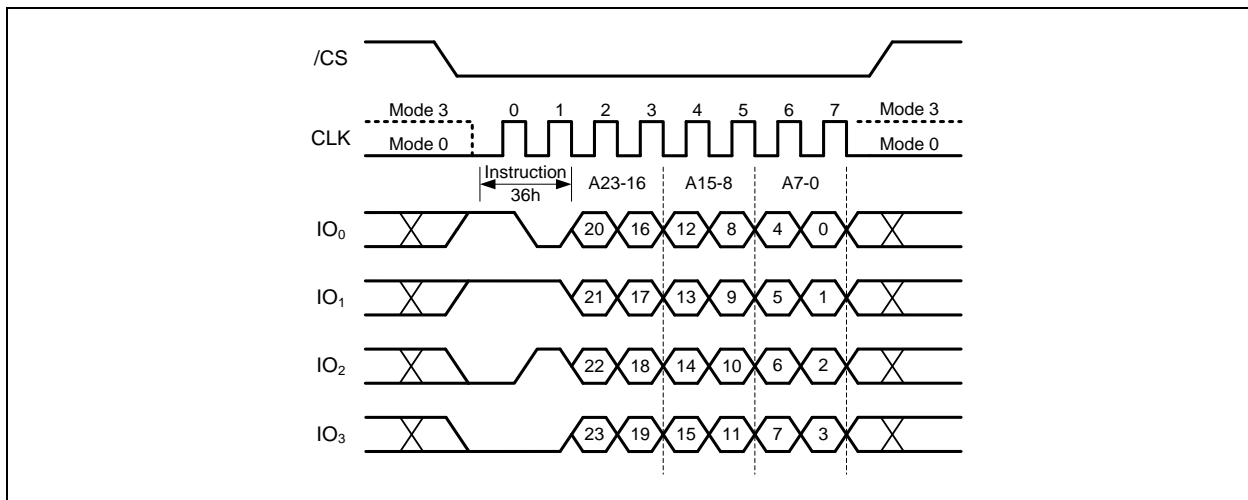 /CS
Mode 3 0 1 2 3 4 5 6 7 Mode 3
CLK
Mode 0 Mode 0
Instruction
36h
A23-16 A15-8 A7-0
IO₀ 20 16 12 8 4 0
IO₁ 21 17 13 9 5 1
IO₂ 22 18 14 10 6 2
IO₃ 23 19 15 11 7 3